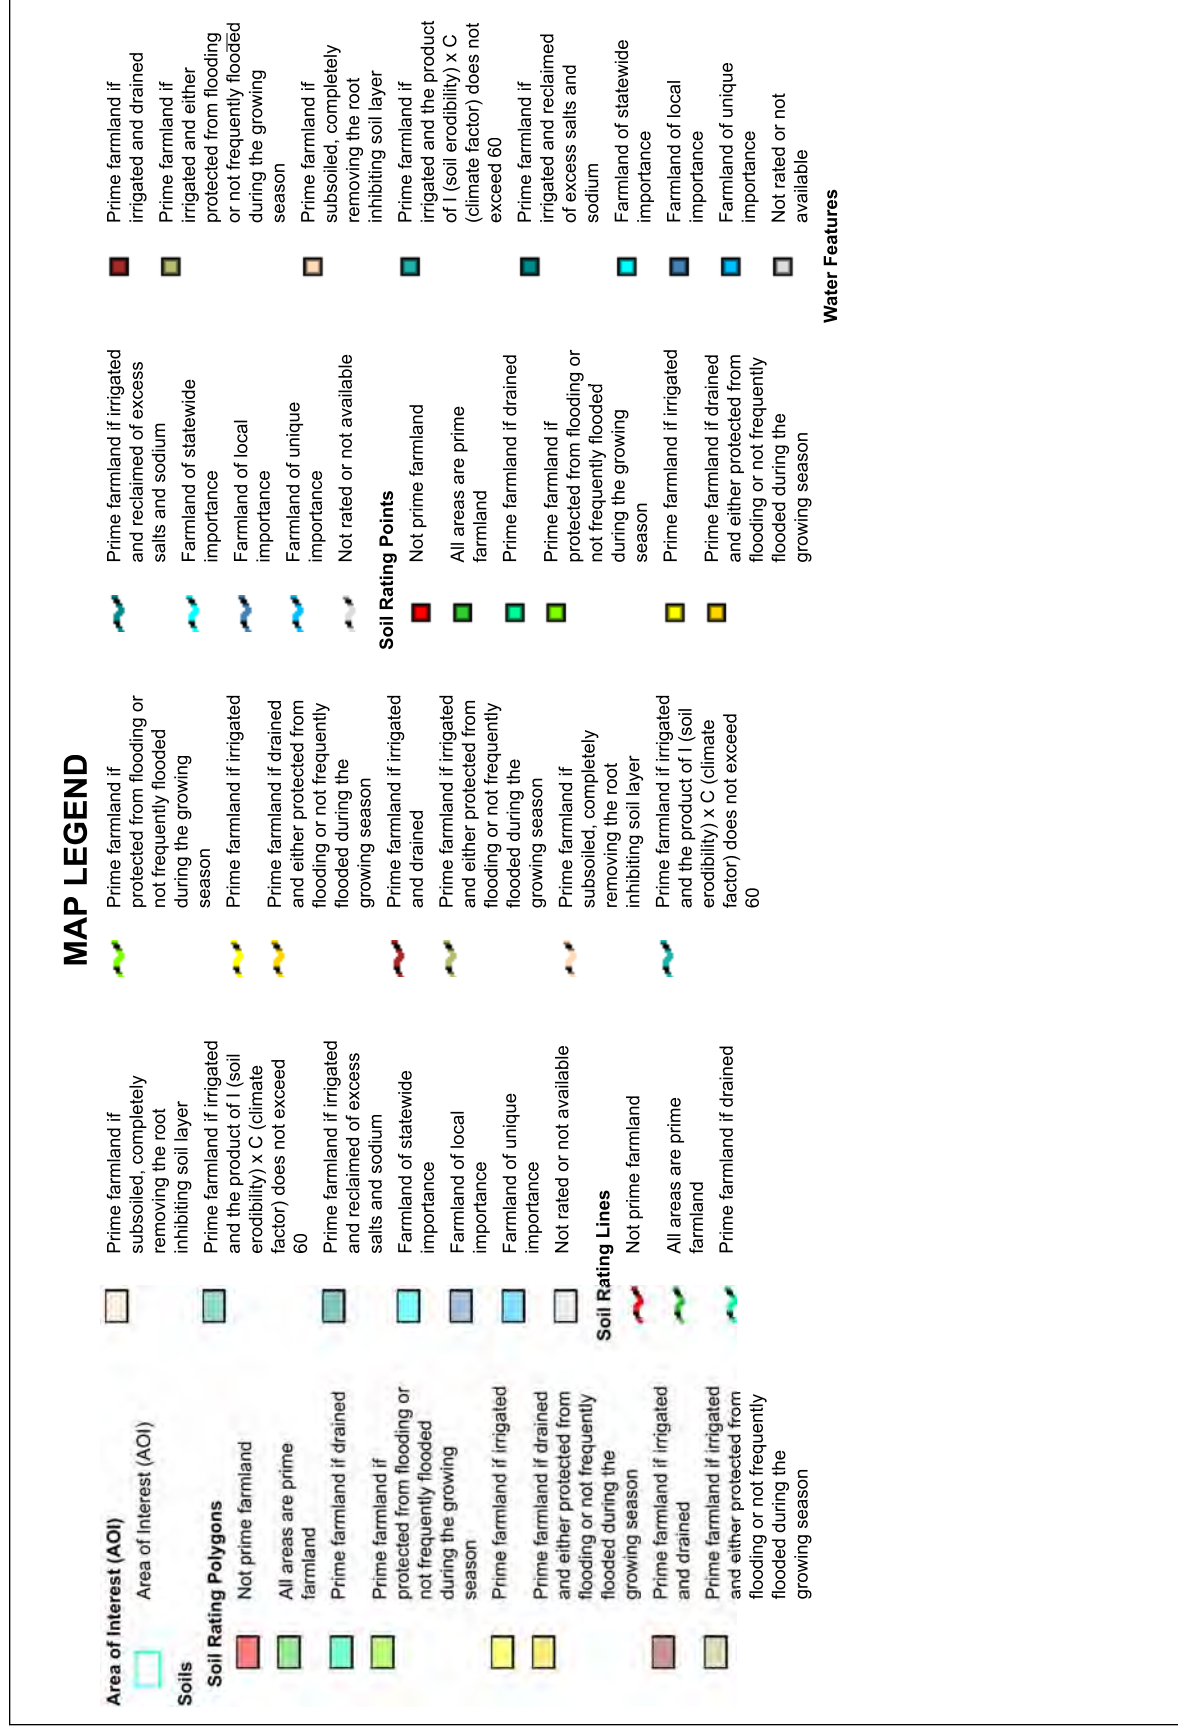 MAP LEGEND
Area of Interest (AOI)
Area of Interest (AOI)
Soils
Soil Rating Polygons
Not prime farmland
All areas are prime
farmland
Prime farmland if drained
Prime farmland if
protected from flooding or
not frequently flooded
during the growing
season
Prime farmland if irrigated
Prime farmland if drained
and either protected from
flooding or not frequently
flooded during the
growing season
Prime farmland if irrigated
and drained
Prime farmland if irrigated
and either protected from
flooding or not frequently
flooded during the
growing season
Prime farmland if
subsoiled, completely
removing the root
inhibiting soil layer
Prime farmland if irrigated
and the product of I (soil
erodibility) x C (climate
factor) does not exceed
60
Prime farmland if irrigated
and reclaimed of excess
salts and sodium
Farmland of statewide
importance
Farmland of local
importance
Farmland of unique
importance
Not rated or not available
Soil Rating Lines
Not prime farmland
All areas are prime
farmland
Prime farmland if drained
Prime farmland if
protected from flooding or
not frequently flooded
during the growing
season
Prime farmland if irrigated
Prime farmland if drained
and either protected from
flooding or not frequently
flooded during the
growing season
Prime farmland if irrigated
and drained
Prime farmland if irrigated
and either protected from
flooding or not frequently
flooded during the
growing season
Prime farmland if
subsoiled, completely
removing the root
inhibiting soil layer
Prime farmland if irrigated
and the product of I (soil
erodibility) x C (climate
factor) does not exceed
60
Prime farmland if irrigated
and reclaimed of excess
salts and sodium
Farmland of statewide
importance
Farmland of local
importance
Farmland of unique
importance
Not rated or not available
Soil Rating Points
Not prime farmland
All areas are prime
farmland
Prime farmland if drained
Prime farmland if
protected from flooding or
not frequently flooded
during the growing
season
Prime farmland if irrigated
Prime farmland if drained
and either protected from
flooding or not frequently
flooded during the
growing season
Prime farmland if
irrigated and drained
Prime farmland if
irrigated and either
protected from flooding
or not frequently flooded
during the growing
season
Prime farmland if
subsoiled, completely
removing the root
inhibiting soil layer
Prime farmland if
irrigated and the product
of I (soil erodibility) x C
(climate factor) does not
exceed 60
Prime farmland if
irrigated and reclaimed
of excess salts and
sodium
Farmland of statewide
importance
Farmland of local
importance
Farmland of unique
importance
Not rated or not
available
Water Features